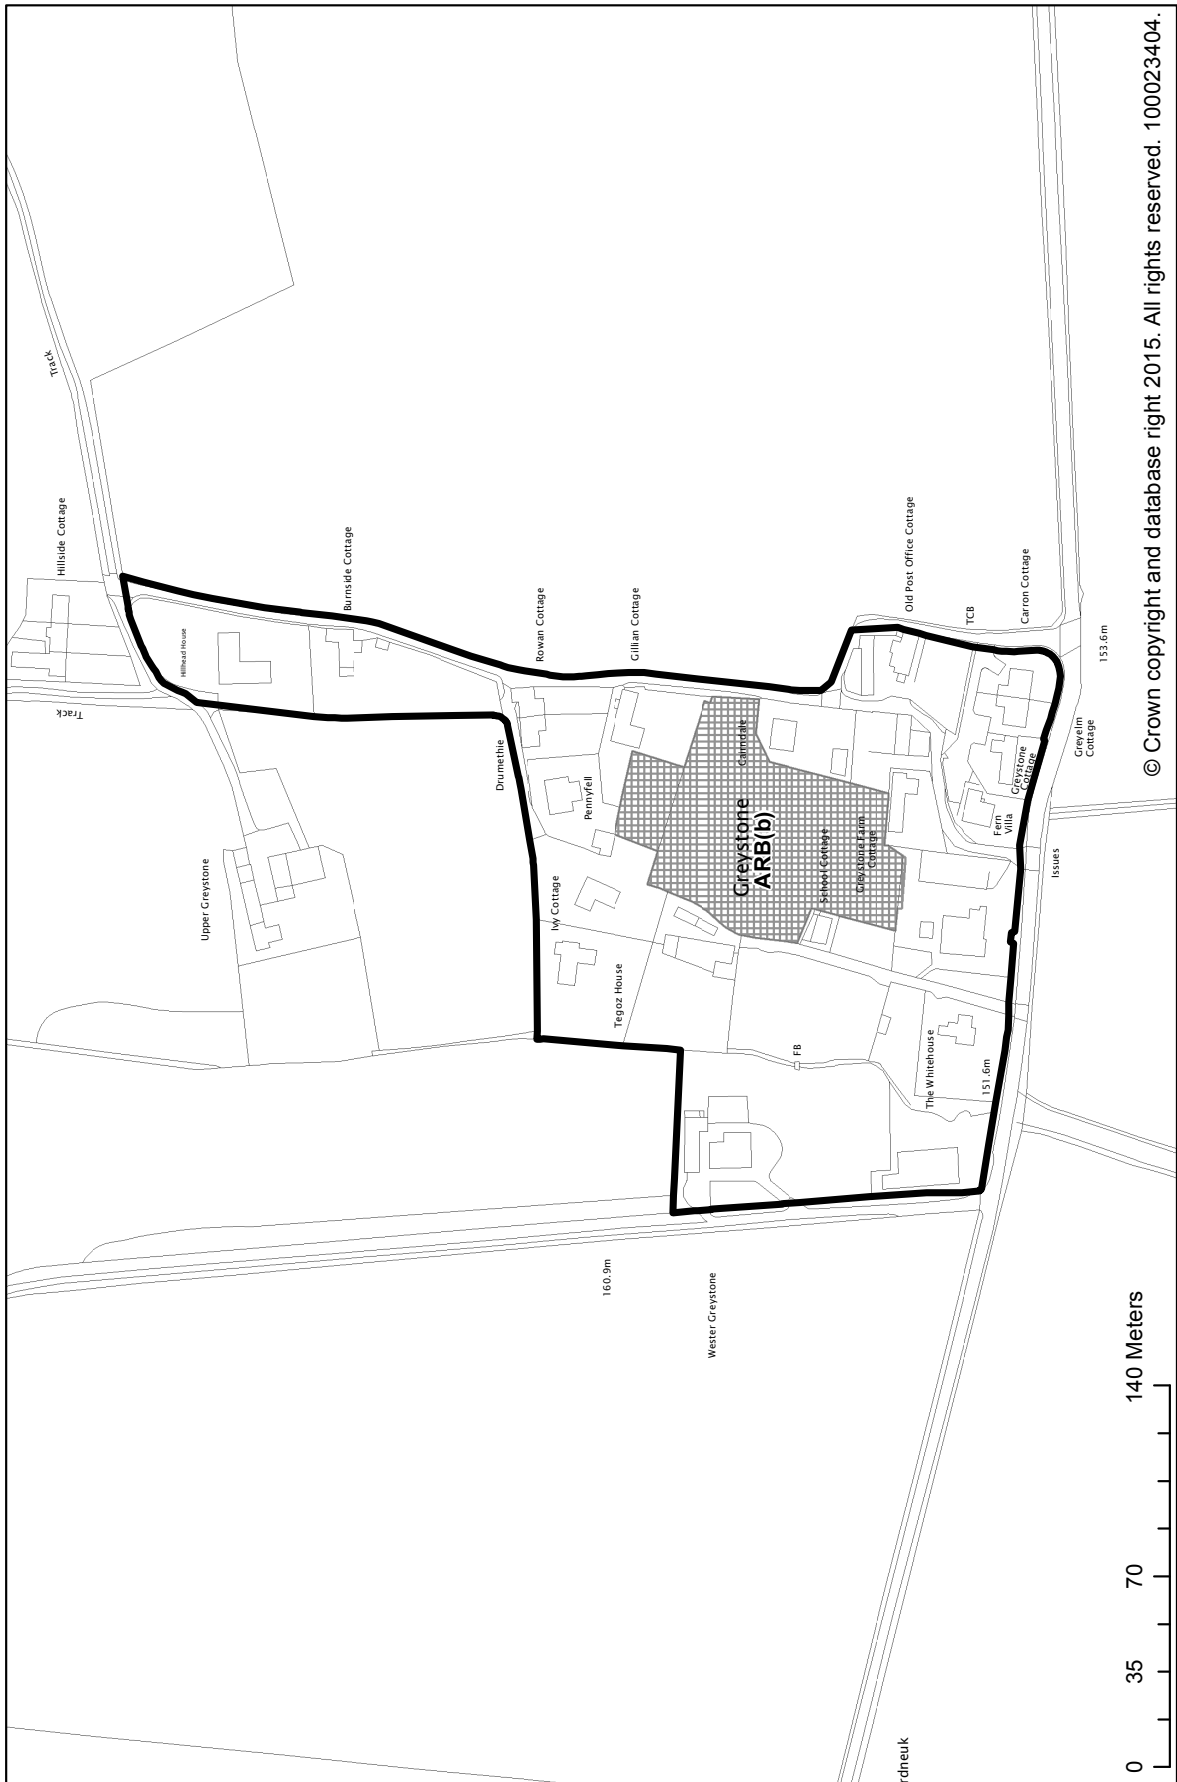 Track
Hillside Cottage
Track
Hillhead House
Burnside Cottage
Upper Greystone
Drumethie
Rowan Cottage
Ivy Cottage
Pennyfell
Gillian Cottage
Tegoz House
160.9m
Wester Greystone
Cairndale
Greystone
ARB(b)
FB
School Cottage
Greystone Farm
Cottage
Old Post Office Cottage
The Whitehouse
TCB
151.6m
Fern
Villa
Greystone
Cottage
Carron Cottage
Issues
Greyelm
Cottage
153.6m
rdneuk
0 35 70 140 Meters
© Crown copyright and database right 2015. All rights reserved. 100023404.